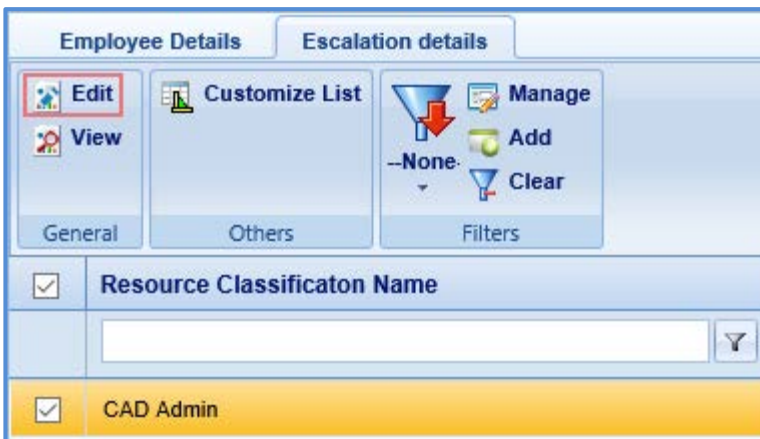 Employee Details Escalation details
Edit Customize List Manage
View Add
--None- Clear
General Others Filters
Resource Classificaton Name
CAD Admin